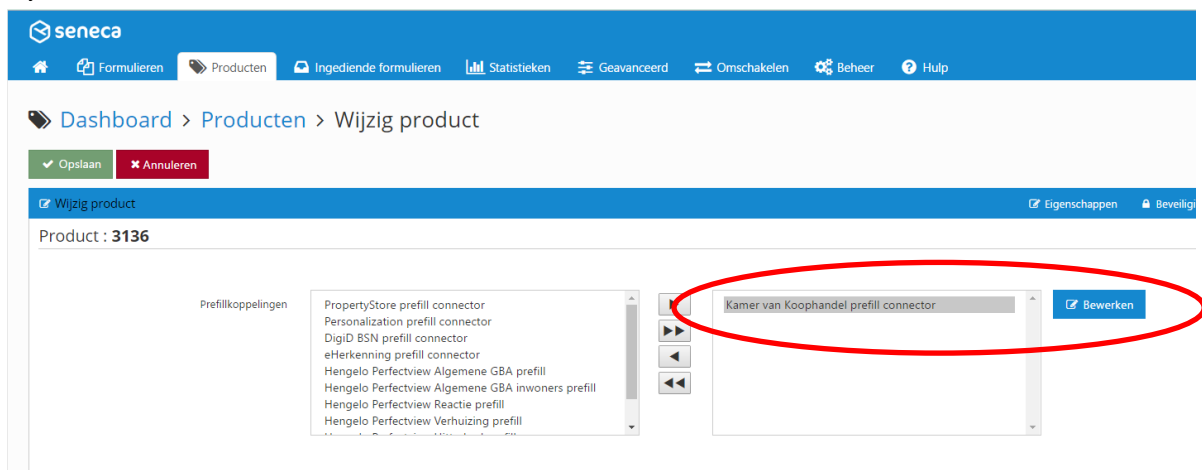 seneca
Formulieren Producten Ingediende formulieren Statistieken Geavanceerd Omschakelen Beheer Hulp
Dashboard > Producten > Wijzig product
Opslaan Annuleren
Wijzig product Eigenschappen
Product : 3136
Prefillkoppelingen
PropertyStore prefill connector
Personalization prefill connector
DigiD BSN prefill connector
eHerkenning prefill connector
Hengelo Perfectview Algemene GBA prefill
Hengelo Perfectview Algemene GBA inwoners prefill
Hengelo Perfectview Reactie prefill
Hengelo Perfectview Verhuizing prefill
Kamer van Koophandel prefill connector
Bewerken